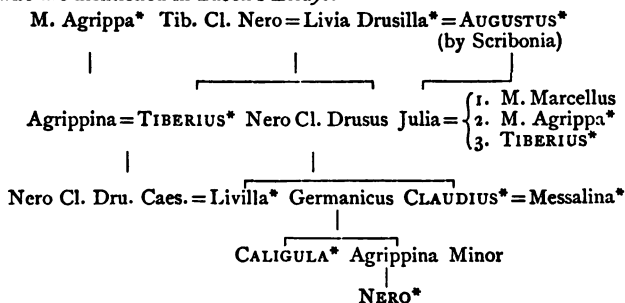 M. Agrippa* Tib. Cl. Nero=Livia Drusilla*=AUGUSTUS*
(by Scribonia)
Agrippina=TIBERIUS* Nero Cl. Drusus Julia={1. M. Marcellus
2. M. Agrippa*
3. TIBERIUS*
Nero Cl. Dru. Caes.=Livilla* Germanicus CLAUDIUS*=Messalina*
CALIGULA* Agrippina Minor
NERO*